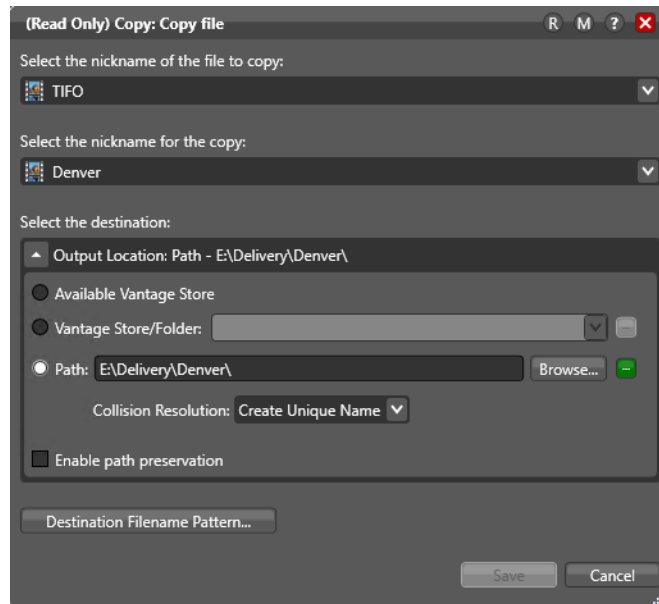 (Read Only) Copy: Copy file R M ?
Select the nickname of the file to copy:
TIFO
Select the nickname for the copy:
Denver
Select the destination:
Output Location: Path - E:\Delivery\Denver\
Available Vantage Store
Vantage Store/Folder:
Path: E:\Delivery\Denver\ Browse...
Collision Resolution: Create Unique Name
Enable path preservation
Destination Filename Pattern...
Save Cancel